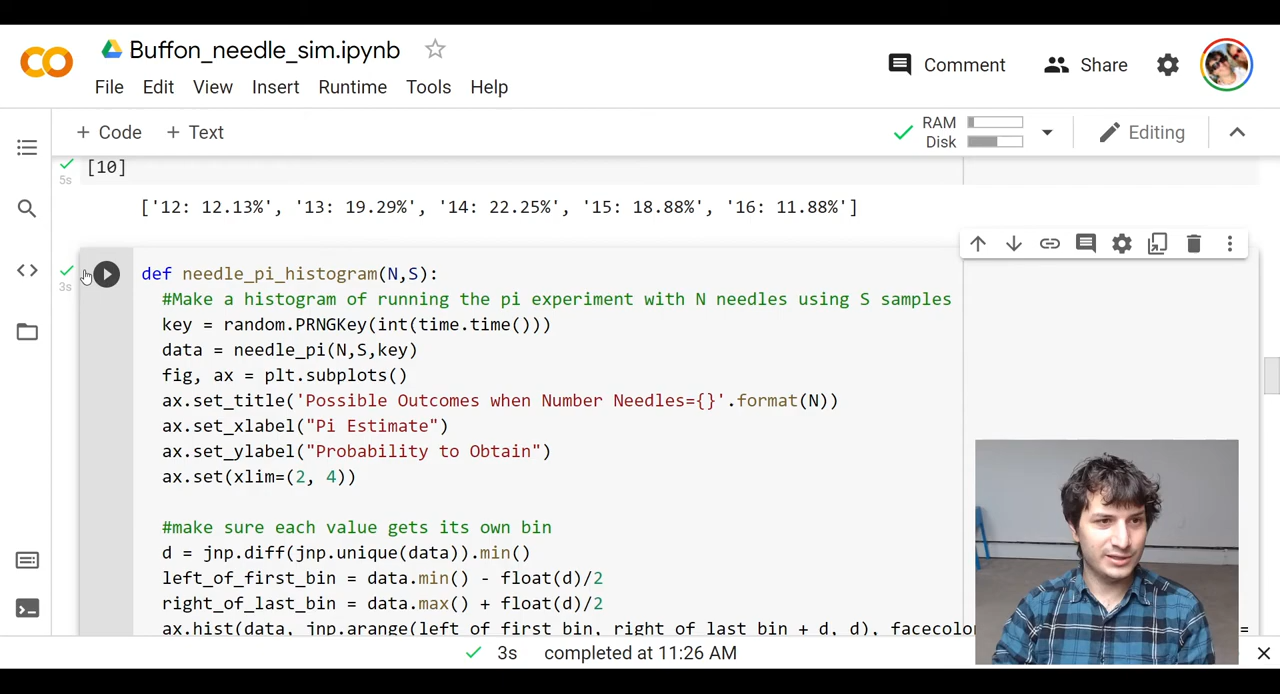 Buffon_needle_sim.ipynb
Comment
Share
File Edit View Insert Runtime Tools Help
+ Code + Text
RAM
Disk
Editing
[10]
5s
['12: 12.13%', '13: 19.29%', '14: 22.25%', '15: 18.88%', '16: 11.88%']
3s
def needle_pi_histogram(N,S):
#Make a histogram of running the pi experiment with N needles using S samples
key = random.PRNGKey(int(time.time()))
data = needle_pi(N,S,key)
fig, ax = plt.subplots()
ax.set_title('Possible Outcomes when Number Needles={}'.format(N))
ax.set_xlabel("Pi Estimate")
ax.set_ylabel("Probability to Obtain")
ax.set(xlim=(2, 4))
#make sure each value gets its own bin
d = jnp.diff(jnp.unique(data)).min()
left_of_first_bin = data.min() - float(d)/2
right_of_last_bin = data.max() + float(d)/2
ax.hist(data, jnp.arange(left_of_first_bin, right_of_last_bin + d, d), facecolo =
3s completed at 11:26 AM